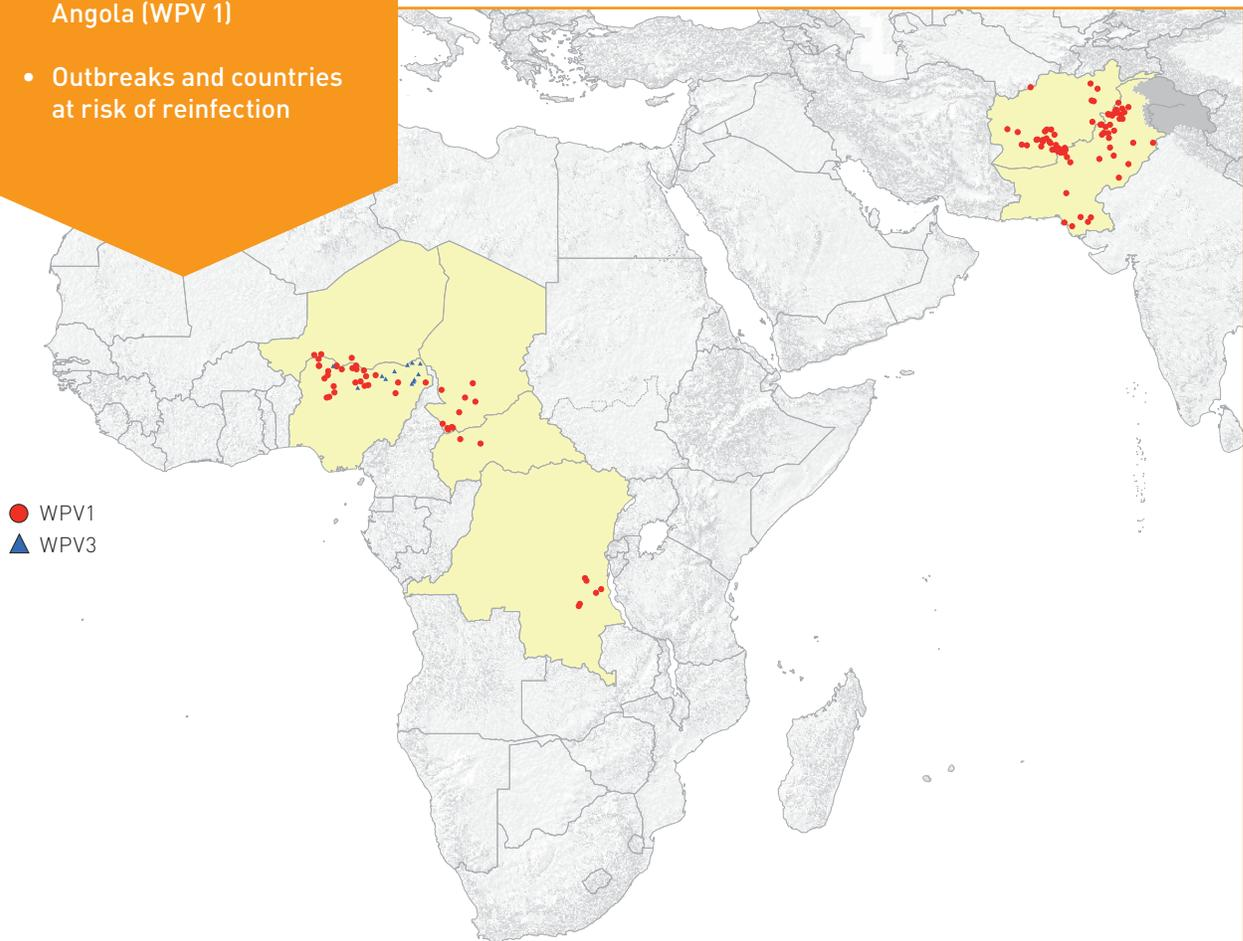 Angola (WPV 1)
• Outbreaks and countries
at risk of reinfection
WPV1
WPV3